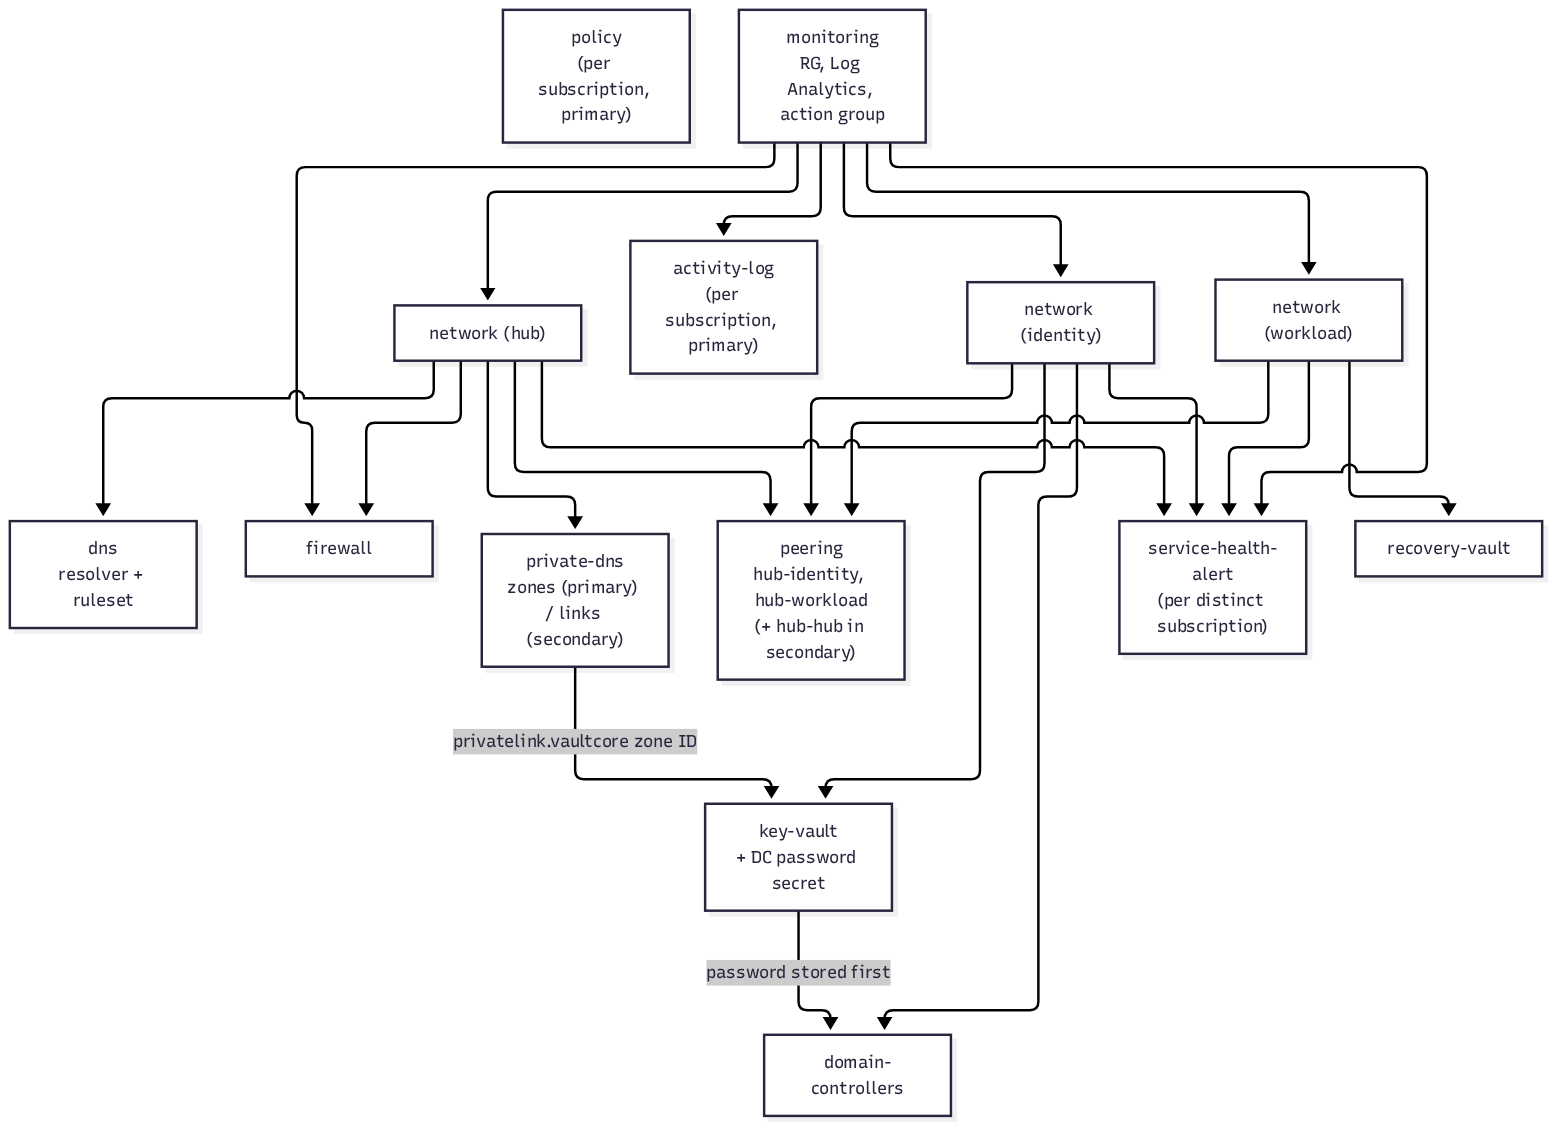 policy
(per
subscription,
primary)
monitoring
RG, Log
Analytics,
action group
activity-log
(per
subscription,
primary)
network (hub)
network
(identity)
network
(workload)
dns
resolver +
ruleset
firewall
private-dns
zones (primary)
/ links
(secondary)
peering
hub-identity,
hub-workload
(+ hub-hub in
secondary)
service-health-
alert
(per distinct
subscription)
recovery-vault
privatelink.vaultcore zone ID
key-vault
+ DC password
secret
password stored first
domain-
controllers